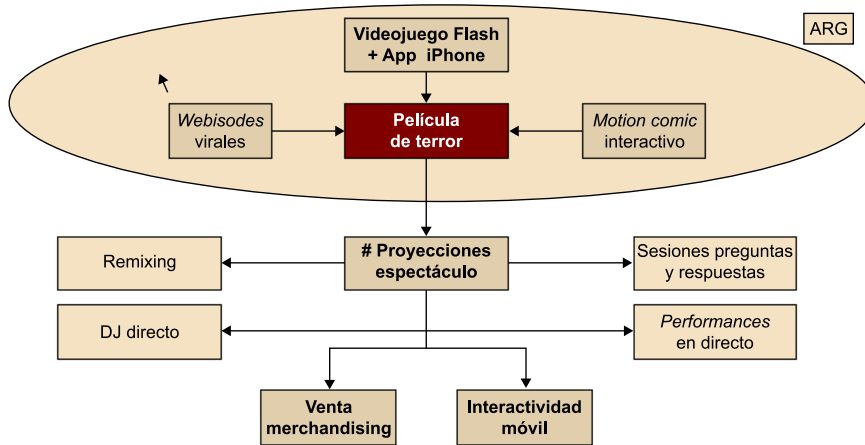 Videojuego Flash
+ App iPhone
ARG
Webisodes
virales
Película
de terror
Motion comic
interactivo
Remixing
# Proyecciones
espectáculo
Sesiones preguntas
y respuestas
DJ directo
Performances
en directo
Venta
merchandising
Interactividad
móvil